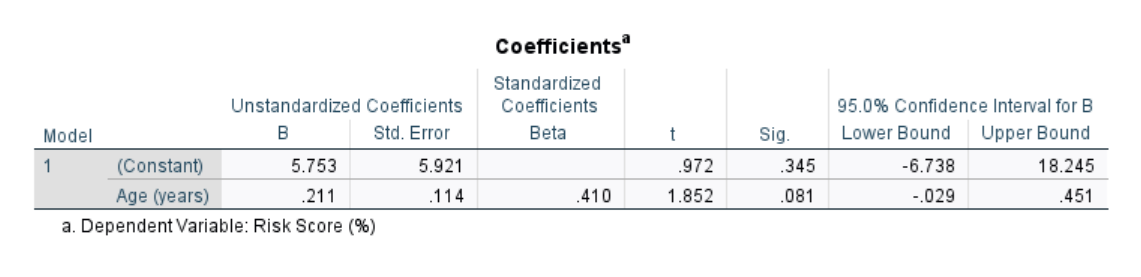 Coefficientsa
Unstandardized Coefficients Standardized Coefficients 95.0% Confidence Interval for B
Model B Std. Error Beta t Sig. Lower Bound Upper Bound
1 (Constant) 5.753 5.921 .972 .345 -6.738 18.245
Age (years) .211 .114 .410 1.852 .081 -.029 .451
a. Dependent Variable: Risk Score (%)